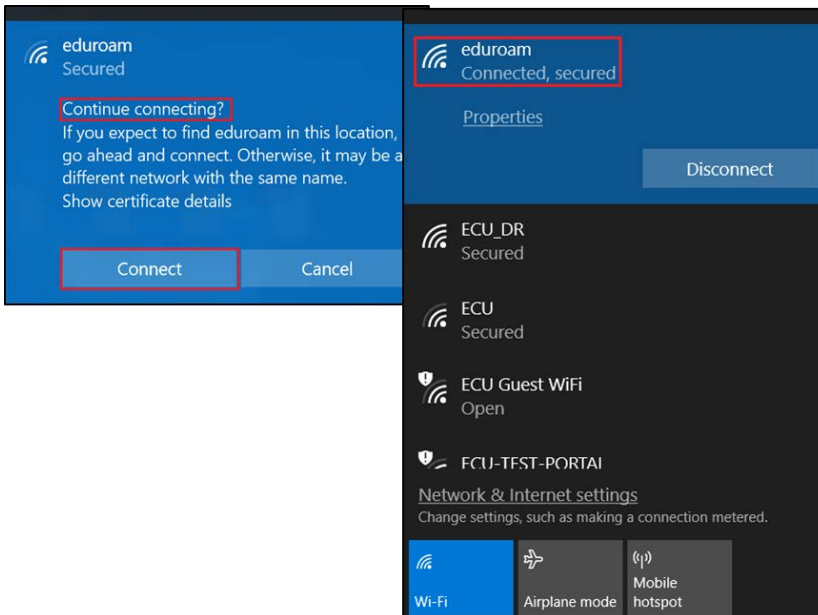 eduroam
Secured
Continue connecting?
If you expect to find eduroam in this location,
go ahead and connect. Otherwise, it may be a
different network with the same name.
Show certificate details
Connect
Cancel
eduroam
Connected, secured
Properties
Disconnect
ECU_DR
Secured
ECU
Secured
ECU Guest WiFi
Open
ECU-TEST-PORTAL
Network & Internet settings
Change settings, such as making a connection metered.
Wi-Fi
Airplane mode
Mobile
hotspot